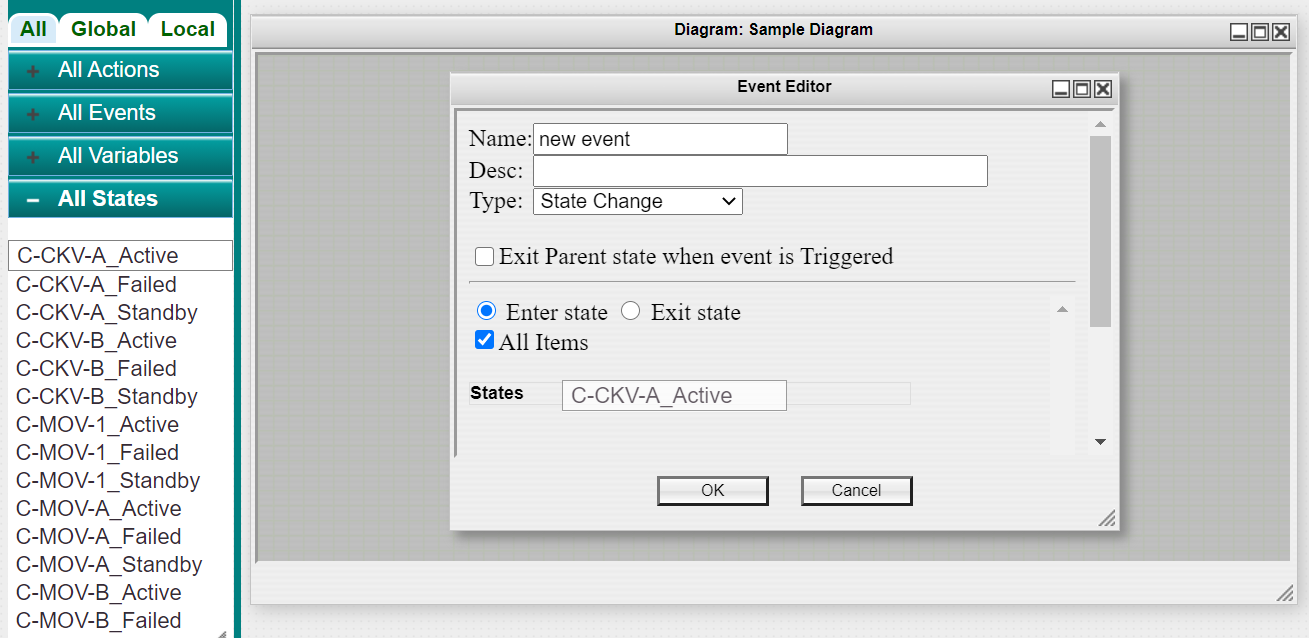 All Global Local
+ All Actions
+ All Events
+ All Variables
– All States
C-CKV-A_Active
C-CKV-A_Failed
C-CKV-A_Standby
C-CKV-B_Active
C-CKV-B_Failed
C-CKV-B_Standby
C-MOV-1_Active
C-MOV-1_Failed
C-MOV-1_Standby
C-MOV-A_Active
C-MOV-A_Failed
C-MOV-A_Standby
C-MOV-B_Active
C-MOV-B_Failed
Diagram: Sample Diagram
Event Editor
Name: new event
Desc:
Type: State Change
Exit Parent state when event is Triggered
Enter state Exit state
All Items
States C-CKV-A_Active
OK Cancel